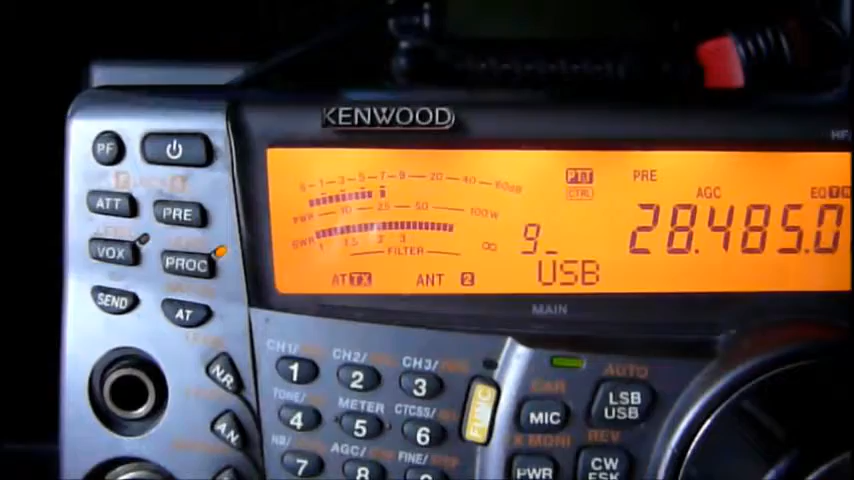 KENWOOD
HF
PF
ATT
PRE
VOX
PROC
SEND
AT
N.R.
A.N.
1 3 5 7 9 20 40 60dB
PWR 10 25 50 100W
SWR 1 1.5 2 3 ∞
FILTER
AT TX ANT 2
PTT
CTRL
PRE
AGC
EQ T
9_
USB
28.485.0
MAIN
CH1/ CH2/ CH3/
1 2 3
TONE/ METER CTCSS/
4 5 6
NB/ AGC/ FINE/
7 8
FUNC
CAR AUTO
MIC LSB
USB
X MONI REV
PWR CW
FSK